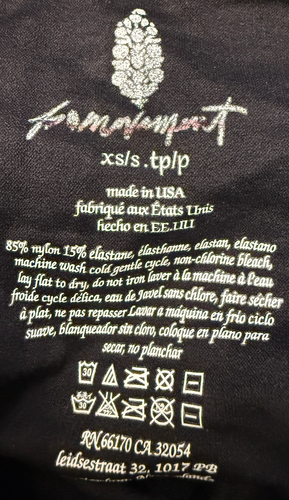 xs/s .tp/p
made in USA
fabriqué aux États Unis
hecho en EE.UU
85% nylon 15% elastane, élasthanne, elastan, elastano
machine wash cold gentle cycle, non-chlorine bleach,
lay flat to dry, do not iron laver à la machine à l'eau
froide cycle délica, eau de Javel sans chlore, faire sécher
à plat, ne pas repasser Lavar a máquina en frío ciclo
suave, blanqueador sin cloro, coloque en plano para
secar, no planchar
30
30
RN 66170 CA 32054
leidsestraat 32, 1017 PB